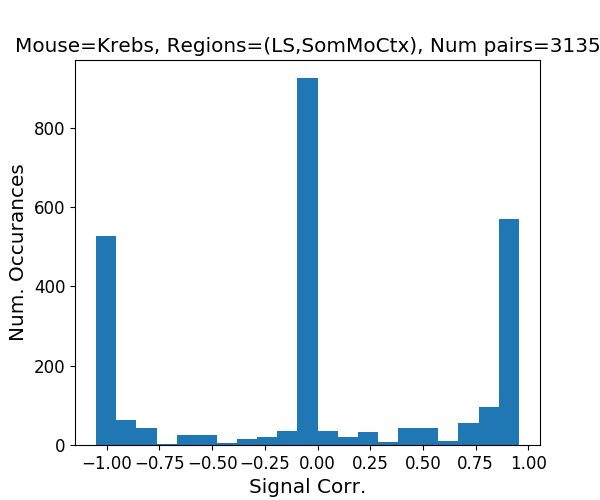 Mouse=Krebs, Regions=(LS,SomMoCtx), Num pairs=3135
Num. Occurances
800
600
400
200
0
−1.00 −0.75 −0.50 −0.25 0.00 0.25 0.50 0.75 1.00
Signal Corr.